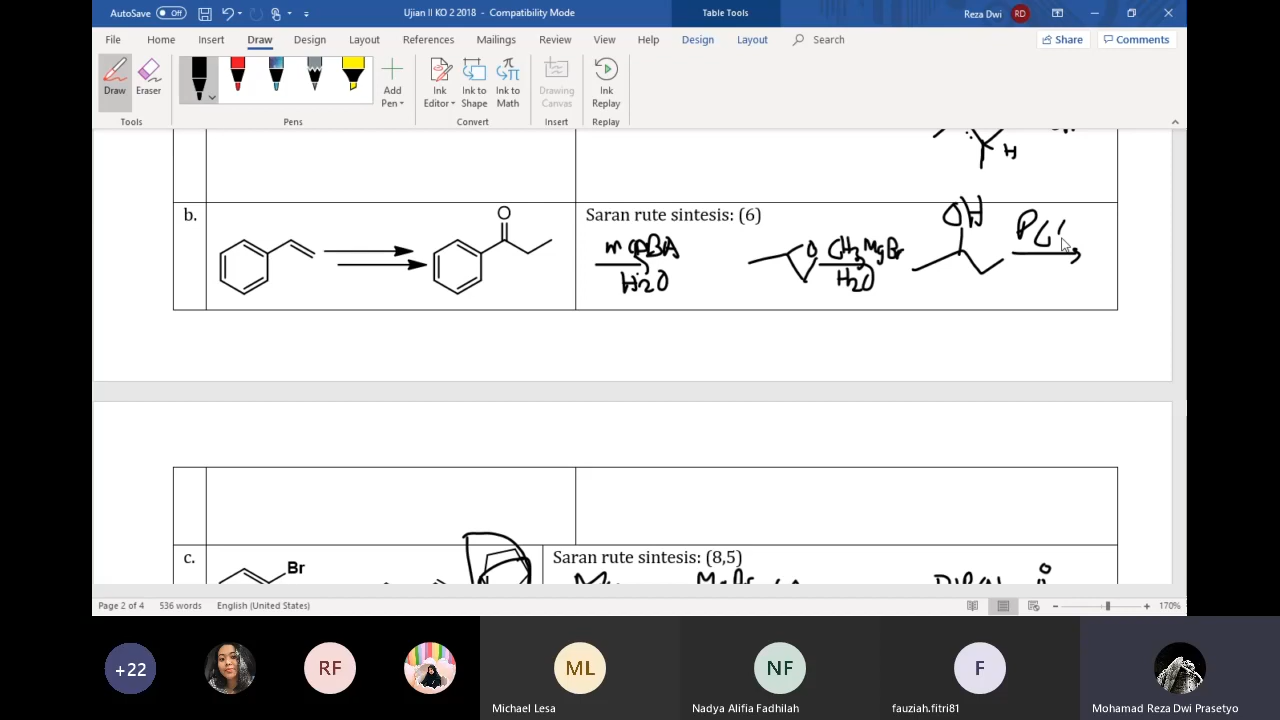 AutoSave Off
Ujian II KO 2 2018 - Compatibility Mode
Table Tools
Reza Dwi RD
File Home Insert Draw Design Layout References Mailings Review View Help Design Layout Search Share Comments
Draw Eraser
Add Pen
Ink Editor Ink to Shape Ink to Math
Drawing Canvas
Ink Replay
Tools Pens Convert Insert Replay
H
b. O
Saran rute sintesis: (6)
mCPBA
H2O
O
CH3MgBr
H2O
OH
c. Br
Saran rute sintesis: (8,5)
Page 2 of 4 536 words English (United States) 170%
+22 RF ML NF F
Michael Lesa Nadya Alifia Fadhilah fauziah.fitri81 Mohamad Reza Dwi Prasetyo